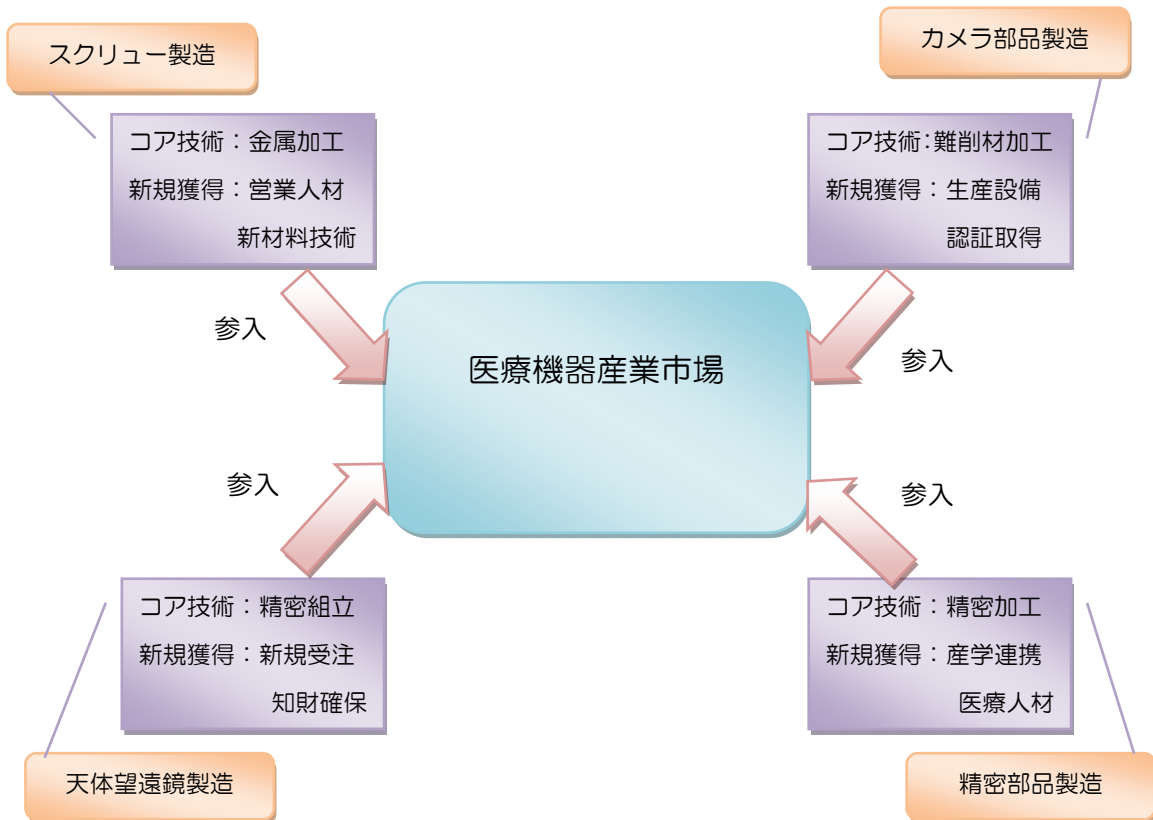 スクリュー製造
カメラ部品製造
コア技術：金属加工
新規獲得：営業人材
新材料技術
コア技術：難削材加工
新規獲得：生産設備
認証取得
参入
参入
医療機器産業市場
参入
参入
コア技術：精密組立
新規獲得：新規受注
知財確保
コア技術：精密加工
新規獲得：産学連携
医療人材
天体望遠鏡製造
精密部品製造